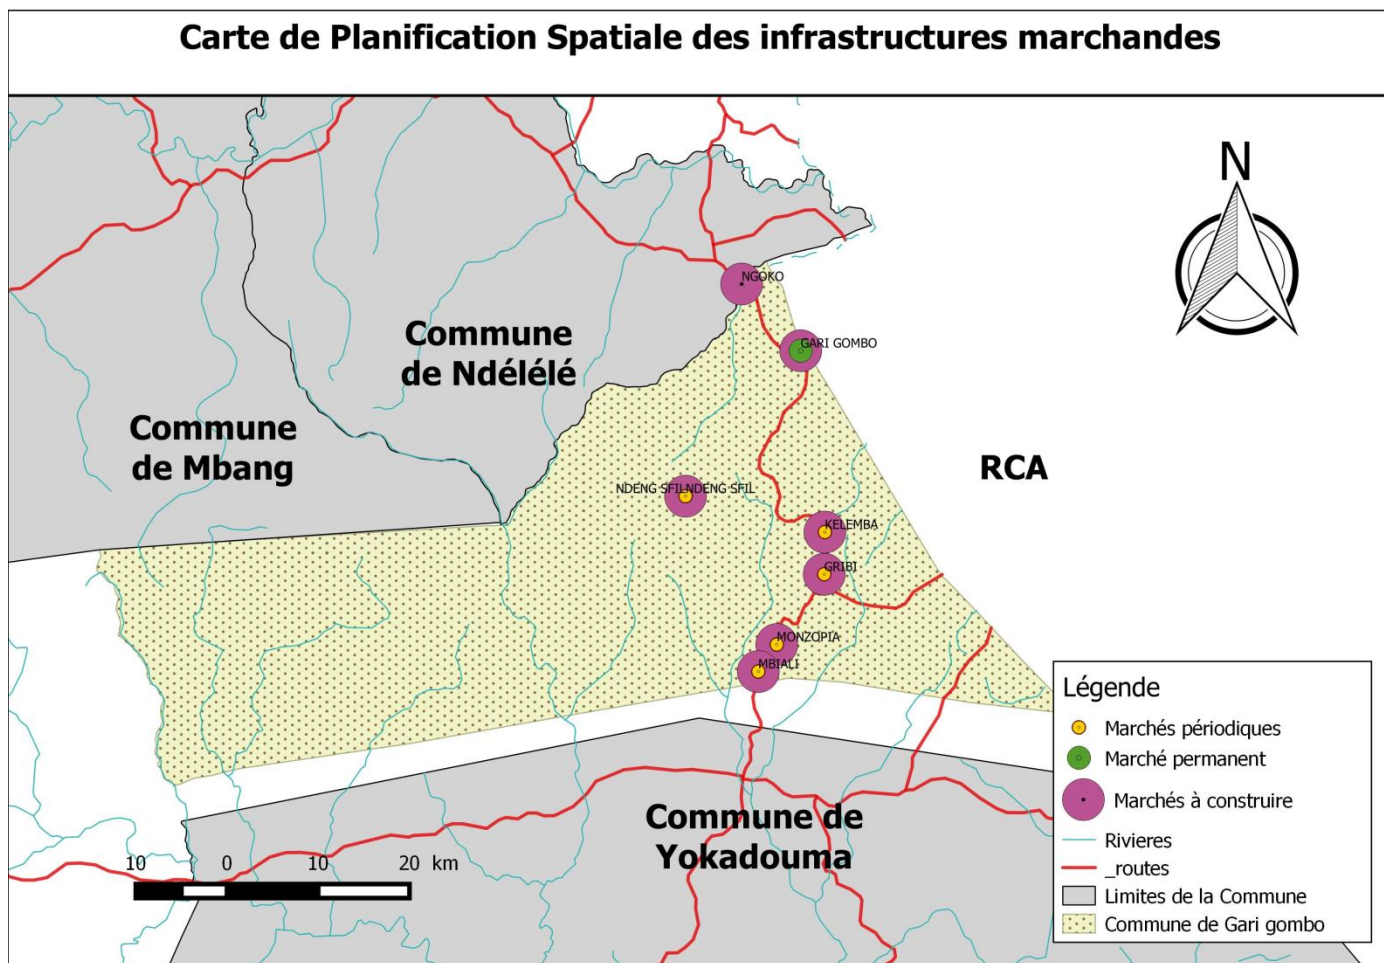 Carte de Planification Spatiale des infrastructures marchandes
N
NGOKO
Commune
de Ndélélé
GARI GOMBO
Commune
de Mbang
RCA
NDENG SFILNDENG SFIL
KELEMBA
GRIBI
MONZOPIA
MBIALI
Légende
Marchés périodiques
Marché permanent
Marchés à construire
Rivieres
_routes
Limites de la Commune
Commune de Gari gombo
Commune de
Yokadouma
10 0 10 20 km